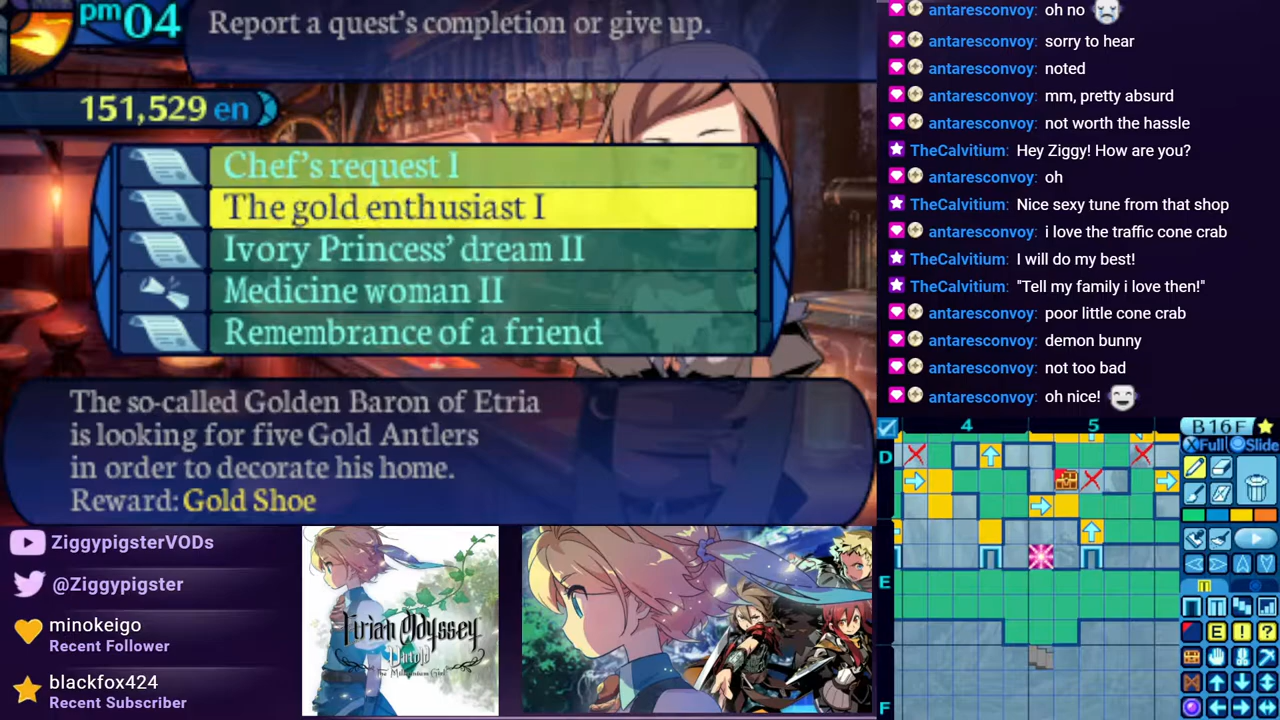 pm 04
Report a quest's completion or give up.
151,529 en
Chef's request I
The gold enthusiast I
Ivory Princess' dream II
Medicine woman II
Remembrance of a friend
The so-called Golden Baron of Etria
is looking for five Gold Antlers
in order to decorate his home.
Reward: Gold Shoe
ZiggypigsterVODs
@Ziggypigster
minokeigo
Recent Follower
blackfox424
Recent Subscriber
Etrian Odyssey
Untold
The Millennium Girl
antaresconvoy: oh no
antaresconvoy: sorry to hear
antaresconvoy: noted
antaresconvoy: mm, pretty absurd
antaresconvoy: not worth the hassle
TheCalvitium: Hey Ziggy! How are you?
antaresconvoy: oh
TheCalvitium: Nice sexy tune from that shop
antaresconvoy: i love the traffic cone crab
TheCalvitium: I will do my best!
TheCalvitium: "Tell my family i love then!"
antaresconvoy: poor little cone crab
antaresconvoy: demon bunny
antaresconvoy: not too bad
antaresconvoy: oh nice!
4 5 B16F
X Full Slide
D
E
F
E ! ?